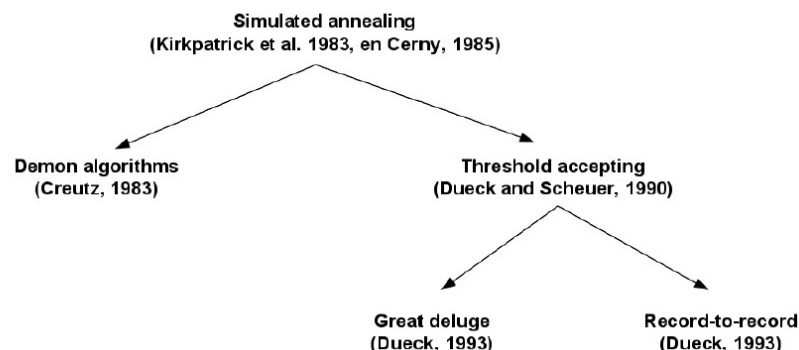 Simulated annealing
(Kirkpatrick et al. 1983, en Cerny, 1985)
Demon algorithms
(Creutz, 1983)
Threshold accepting
(Dueck and Scheuer, 1990)
Great deluge
(Dueck, 1993)
Record-to-record
(Dueck, 1993)